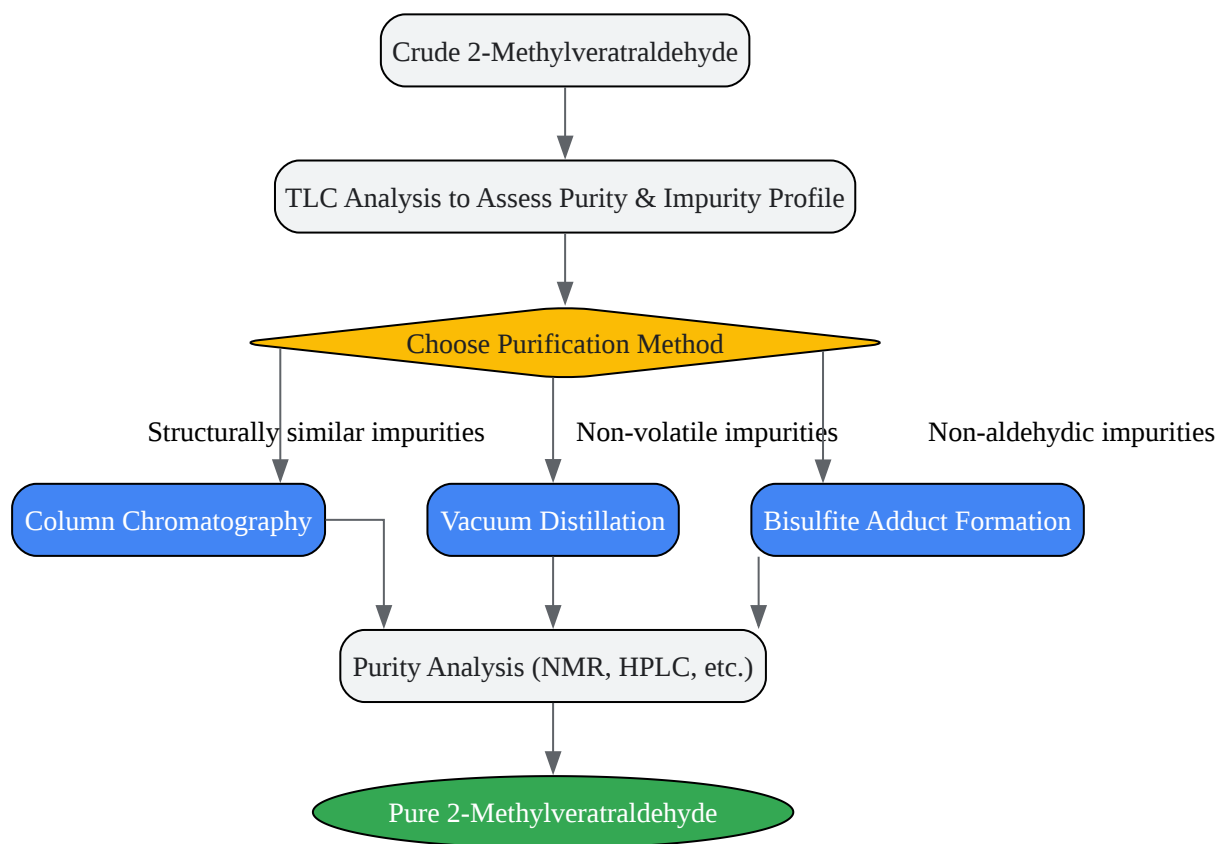 Crude 2-Methylveratraldehyde
TLC Analysis to Assess Purity & Impurity Profile
Choose Purification Method
Structurally similar impurities
Non-volatile impurities
Non-aldehydic impurities
Column Chromatography
Vacuum Distillation
Bisulfite Adduct Formation
Purity Analysis (NMR, HPLC, etc.)
Pure 2-Methylveratraldehyde